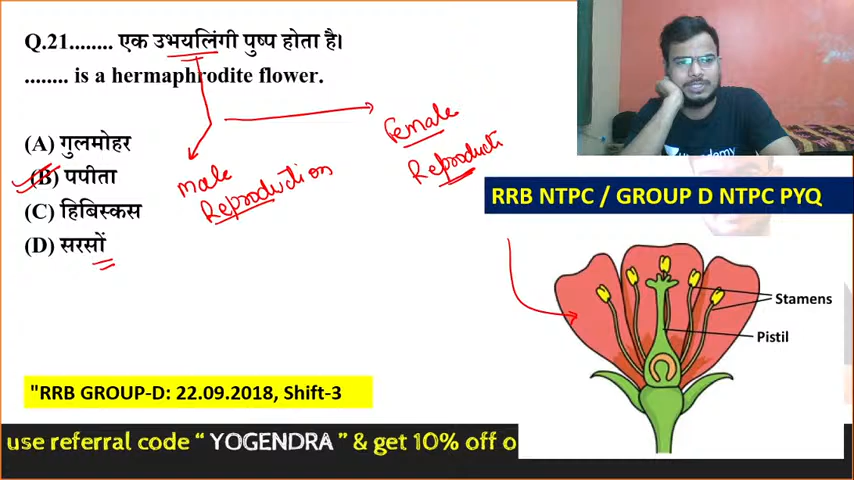 Q.21........ एक उभयलिंगी पुष्प होता है।
........ is a hermaphrodite flower.
(A) गुलमोहर
(B) पपीता
(C) हिबिस्कस
(D) सरसों
male
Reproduction
female
Reproducti
RRB NTPC / GROUP D NTPC PYQ
Stamens
Pistil
"RRB GROUP-D: 22.09.2018, Shift-3
use referral code “ YOGENDRA ” & get 10% off o